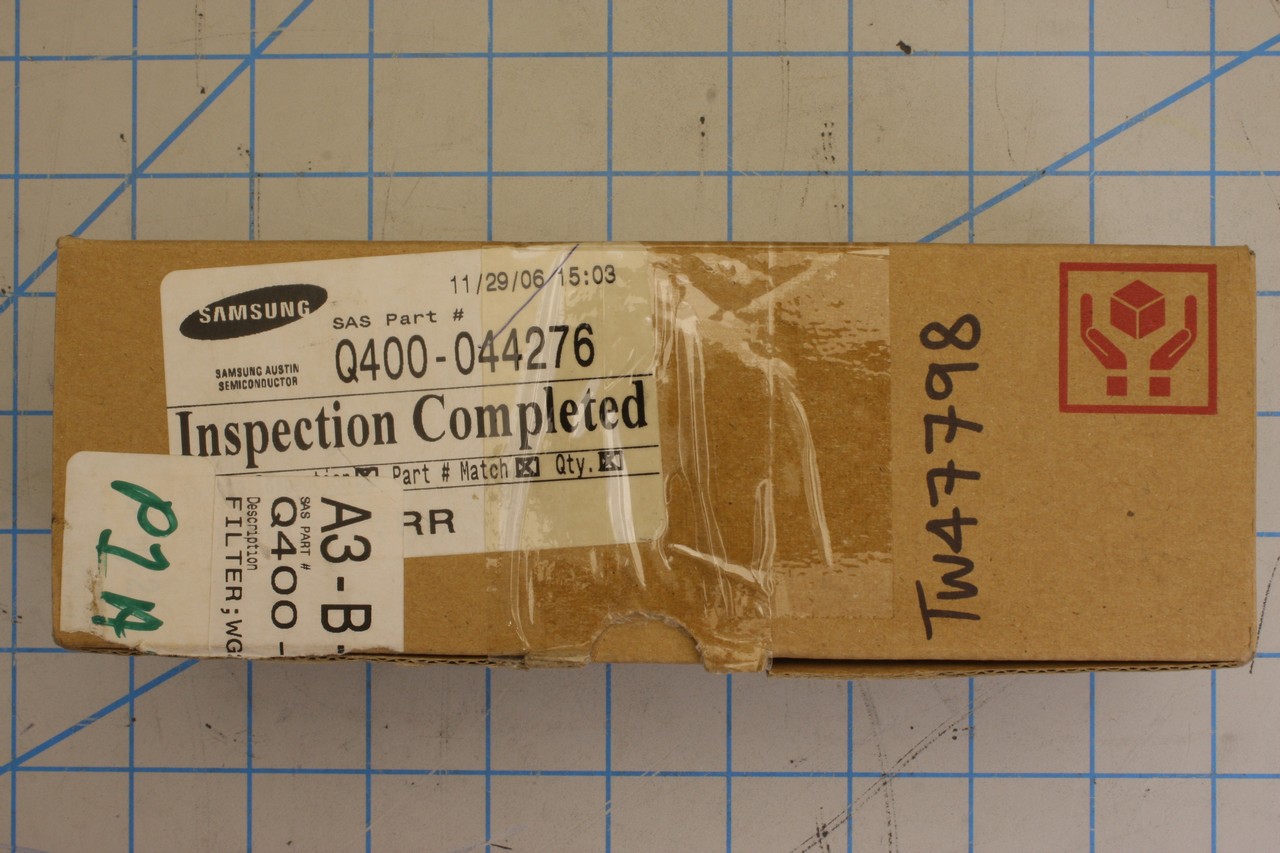 11/29/06 15:03
SAMSUNG
SAS Part #
Q400-044276
SAMSUNG AUSTIN
SEMICONDUCTOR
Inspection Completed
Part # Match Qty.
RR
A3-B-
SAS PART #
Q400-
Description
FILTER;WG
TW47798